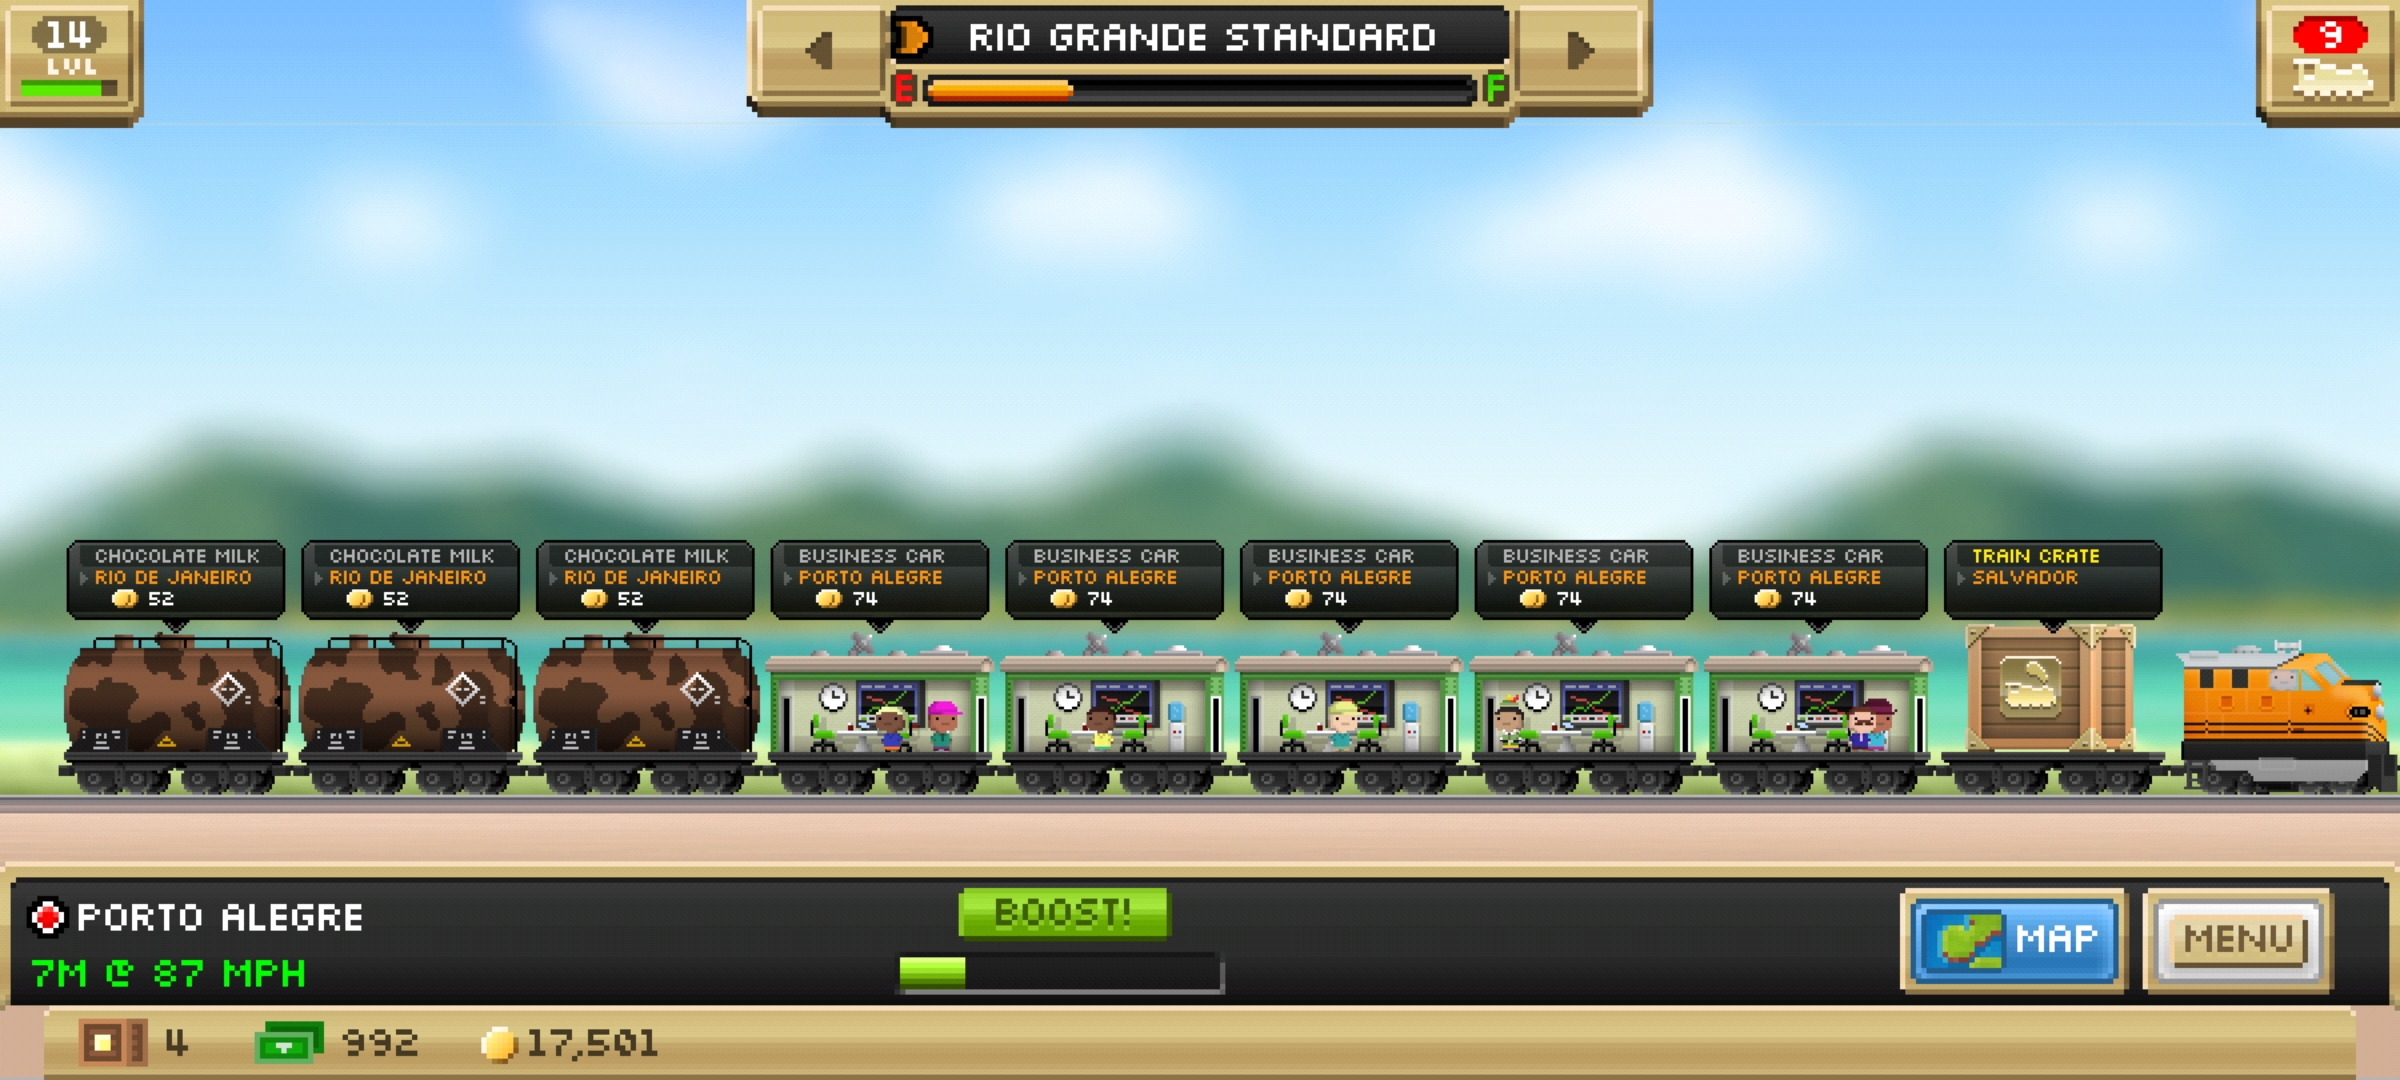 14
LVL
RIO GRANDE STANDARD
E
F
9
CHOCOLATE MILK
RIO DE JANEIRO
52
CHOCOLATE MILK
RIO DE JANEIRO
52
CHOCOLATE MILK
RIO DE JANEIRO
52
BUSINESS CAR
PORTO ALEGRE
74
BUSINESS CAR
PORTO ALEGRE
74
BUSINESS CAR
PORTO ALEGRE
74
BUSINESS CAR
PORTO ALEGRE
74
BUSINESS CAR
PORTO ALEGRE
74
TRAIN CRATE
SALVADOR
PORTO ALEGRE
7M @ 87 MPH
BOOST!
MAP
MENU
4
992
17,501